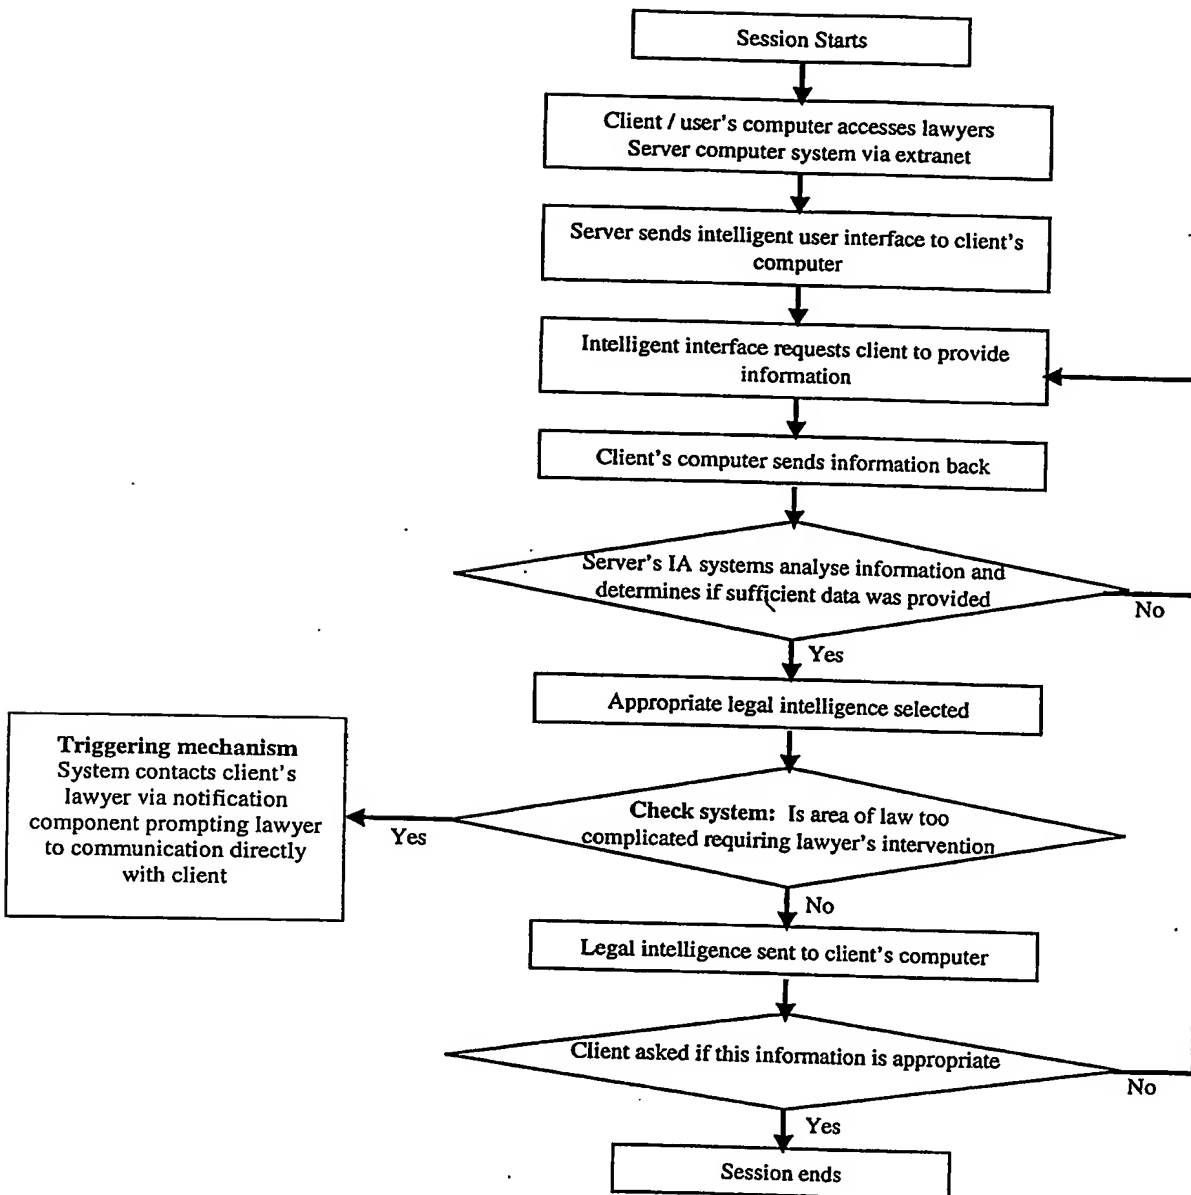 Session Starts
Client / user's computer accesses lawyers
Server computer system via extranet
Server sends intelligent user interface to client's
computer
Intelligent interface requests client to provide
information
Client's computer sends information back
Server's IA systems analyse information and
determines if sufficient data was provided
No
Yes
Appropriate legal intelligence selected
Triggering mechanism
System contacts client's
lawyer via notification
component prompting lawyer
to communication directly
with client
Yes
Check system: Is area of law too
complicated requiring lawyer's intervention
No
Legal intelligence sent to client's computer
Client asked if this information is appropriate
No
Yes
Session ends